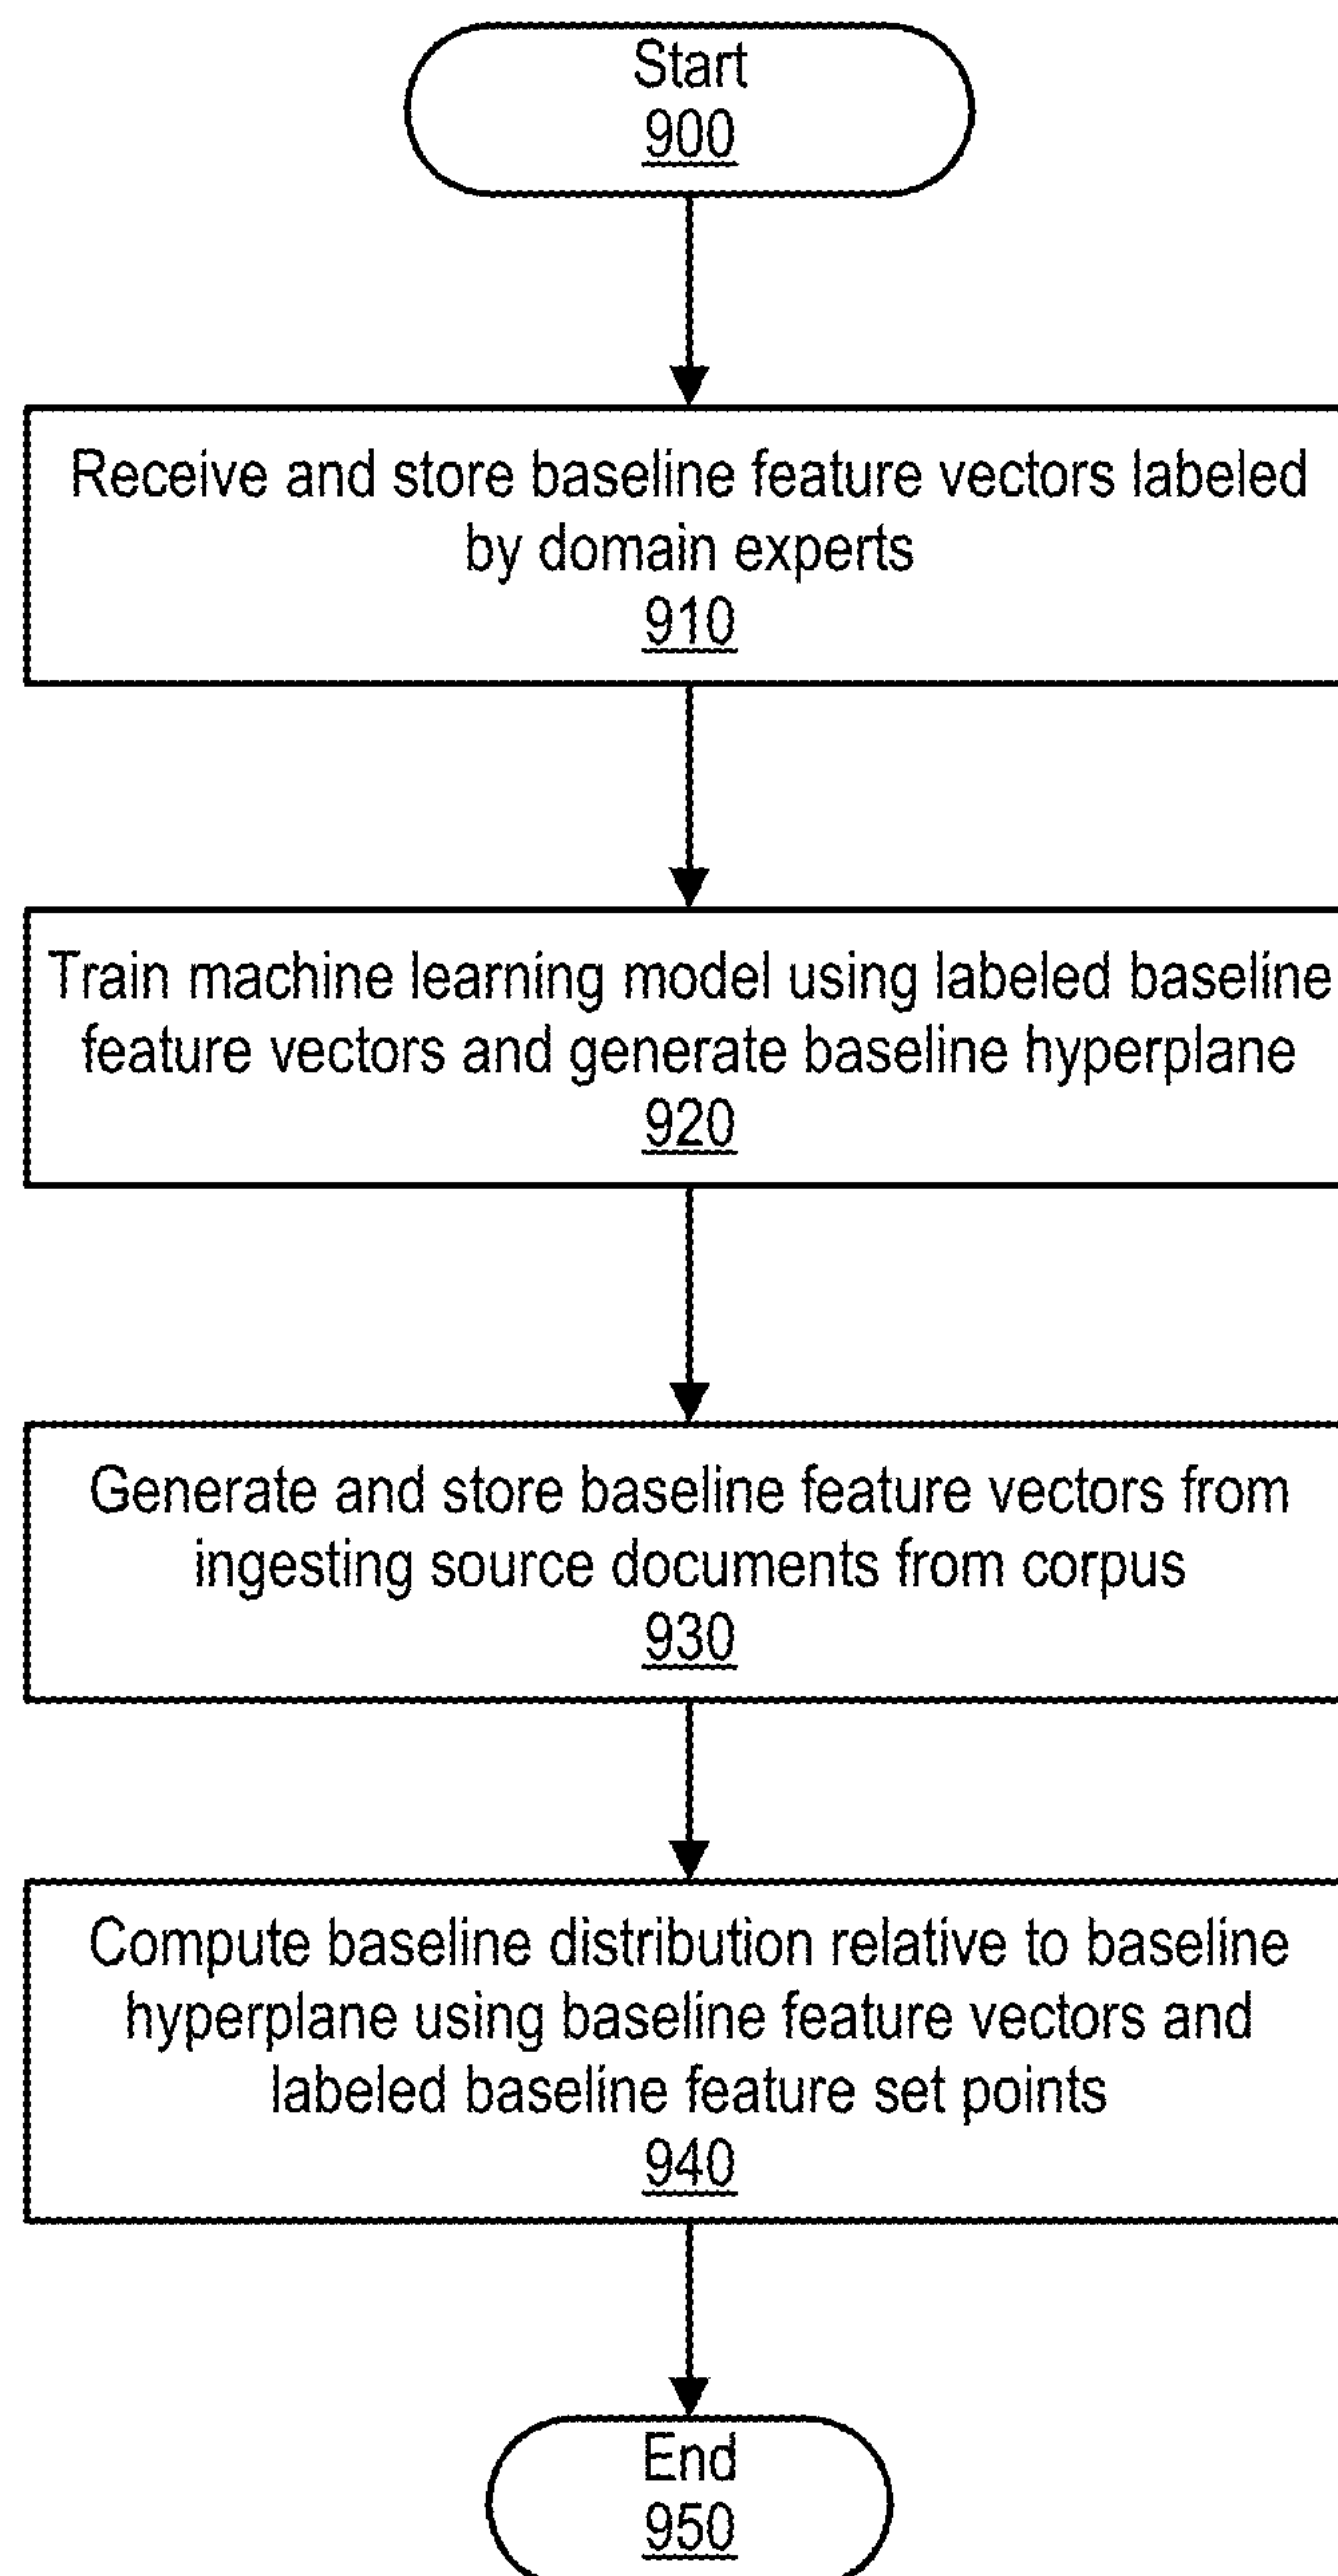 Start
900
Receive and store baseline feature vectors labeled
by domain experts
910
Train machine learning model using labeled baseline
feature vectors and generate baseline hyperplane
920
Generate and store baseline feature vectors from
ingesting source documents from corpus
930
Compute baseline distribution relative to baseline
hyperplane using baseline feature vectors and
labeled baseline feature set points
940
End
950